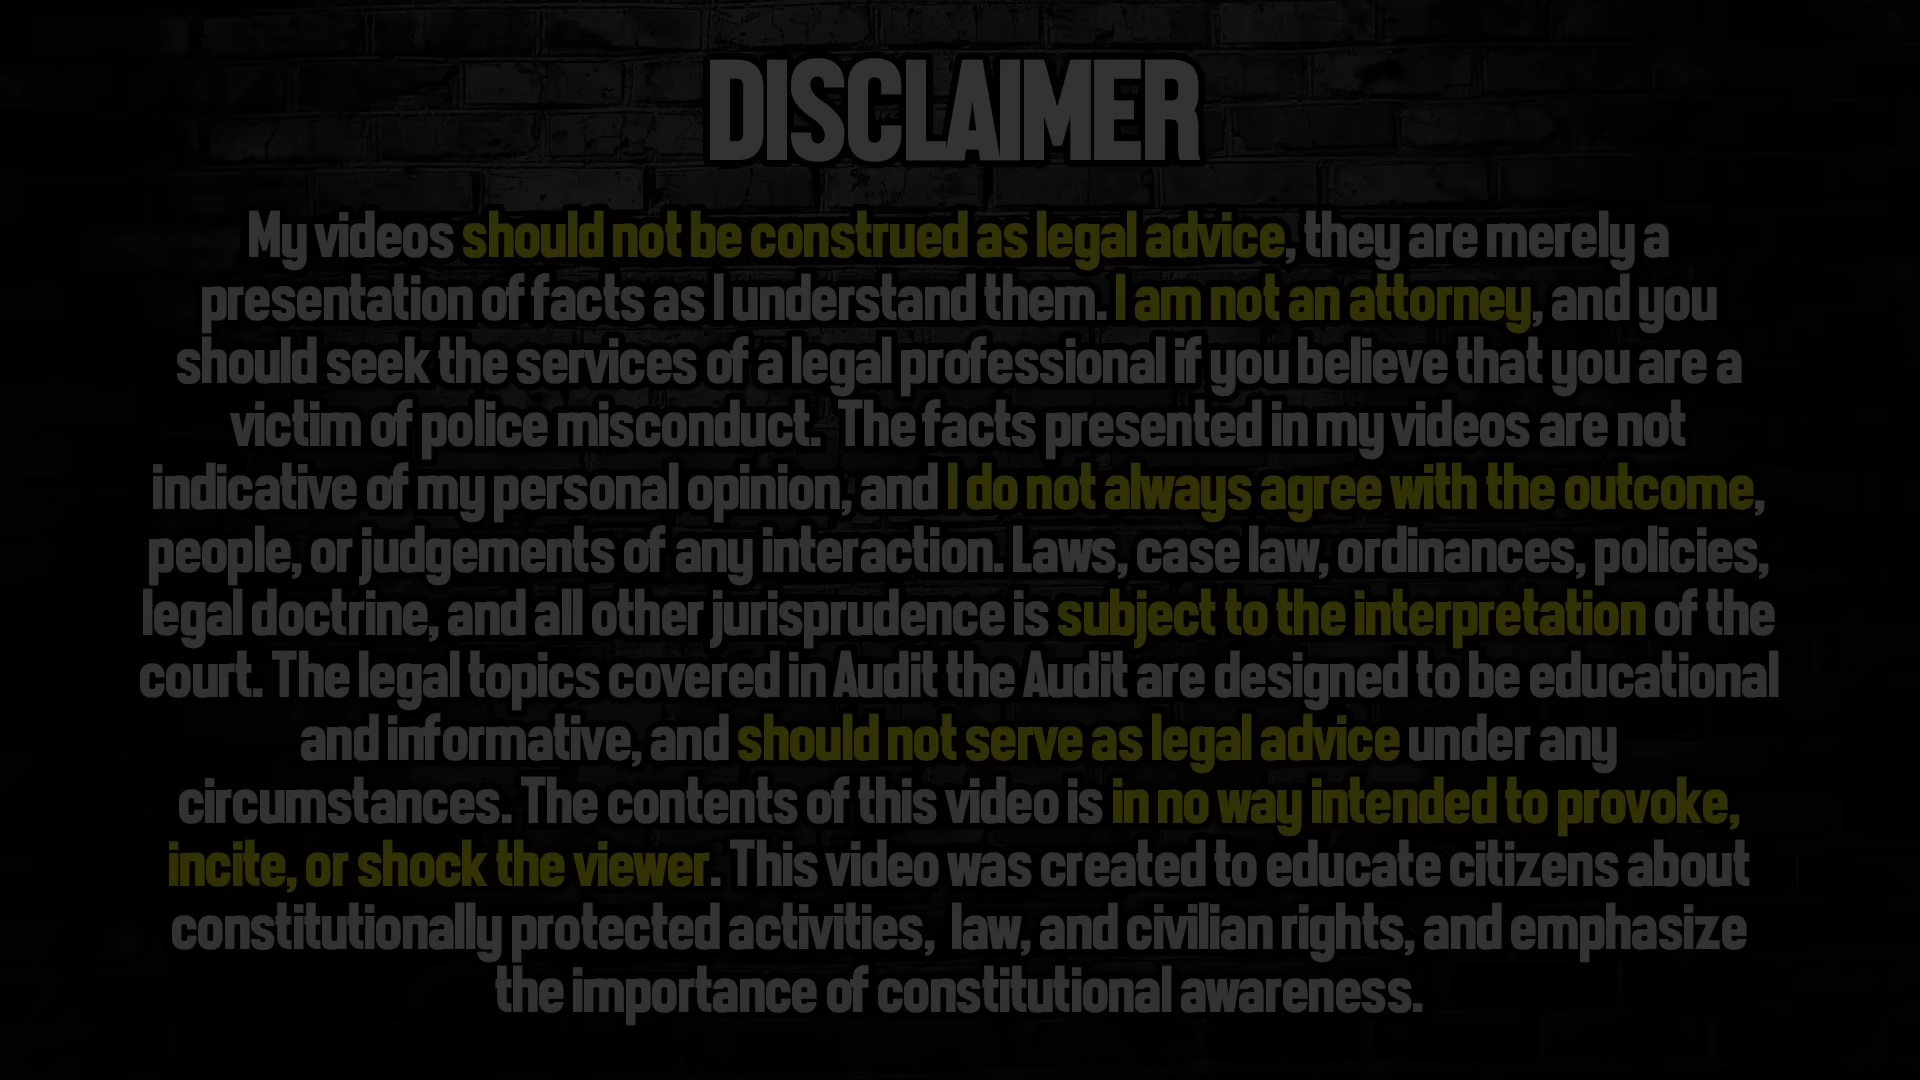 DISCLAIMER
My videos should not be construed as legal advice, they are merely a
presentation of facts as I understand them. I am not an attorney, and you
should seek the services of a legal professional if you believe that you are a
victim of police misconduct. The facts presented in my videos are not
indicative of my personal opinion, and I do not always agree with the outcome,
people, or judgements of any interaction. Laws, case law, ordinances, policies,
legal doctrine, and all other jurisprudence is subject to the interpretation of the
court. The legal topics covered in Audit the Audit are designed to be educational
and informative, and should not serve as legal advice under any
circumstances. The contents of this video is in no way intended to provoke,
incite, or shock the viewer. This video was created to educate citizens about
constitutionally protected activities, law, and civilian rights, and emphasize
the importance of constitutional awareness.